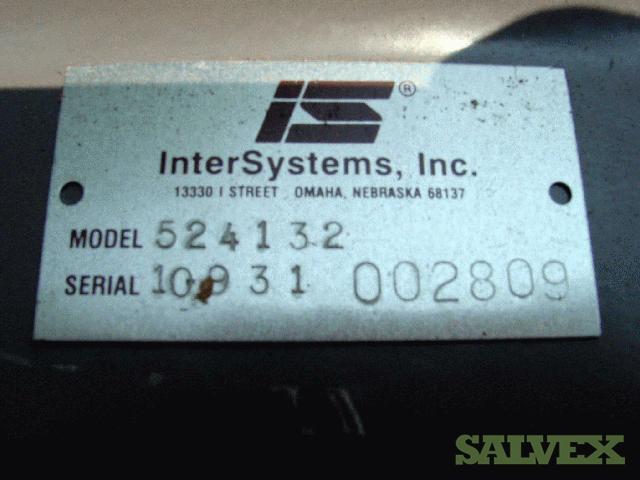 IS®
InterSystems, Inc.
13330 I STREET OMAHA, NEBRASKA 68137
MODEL 524132
SERIAL 10931 002809
SALVEX